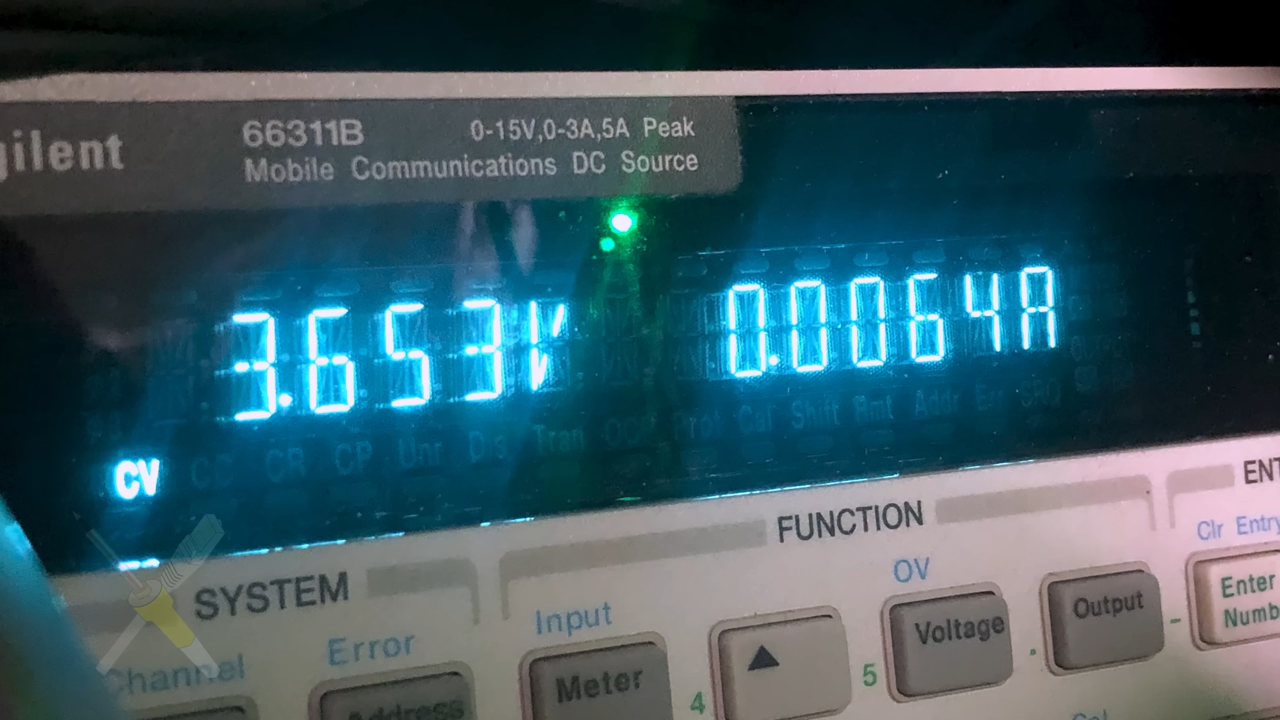 gilent
66311B 0-15V,0-3A,5A Peak
Mobile Communications DC Source
3.653V 0.0064A
CV CC CR CP Unr Dis Tran OCP Prot Cal Shift Rmt Addr Err SRQ
FUNCTION
SYSTEM
ENT
Clr Entry
OV
Input
Error
Channel
Enter
Numb
Output
Voltage
Meter
Address
4
5
.
-
Cal